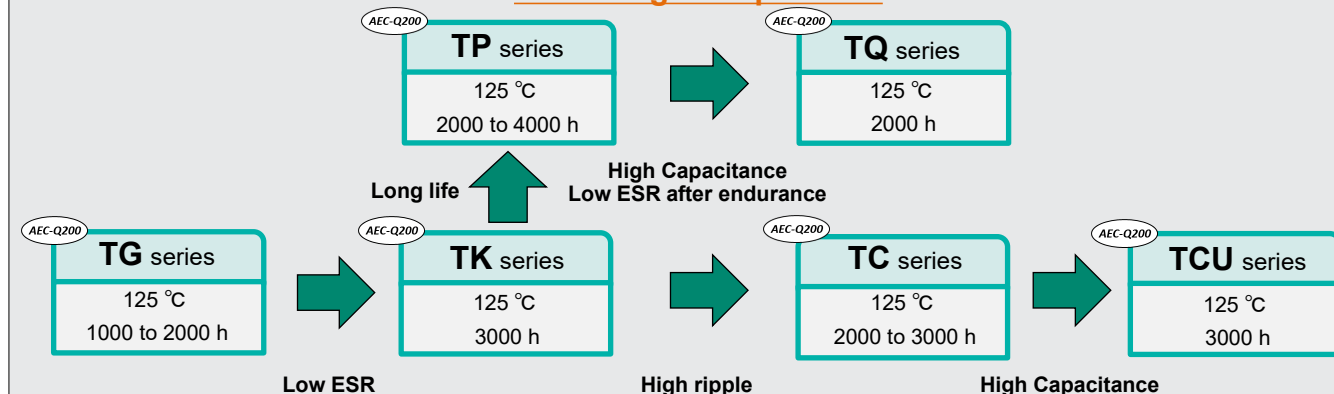 AEC-Q200
TP series
125 ℃
2000 to 4000 h
AEC-Q200
TQ series
125 ℃
2000 h
Long life
High Capacitance
Low ESR after endurance
AEC-Q200
TG series
125 ℃
1000 to 2000 h
AEC-Q200
TK series
125 ℃
3000 h
AEC-Q200
TC series
125 ℃
2000 to 3000 h
AEC-Q200
TCU series
125 ℃
3000 h
Low ESR
High ripple
High Capacitance